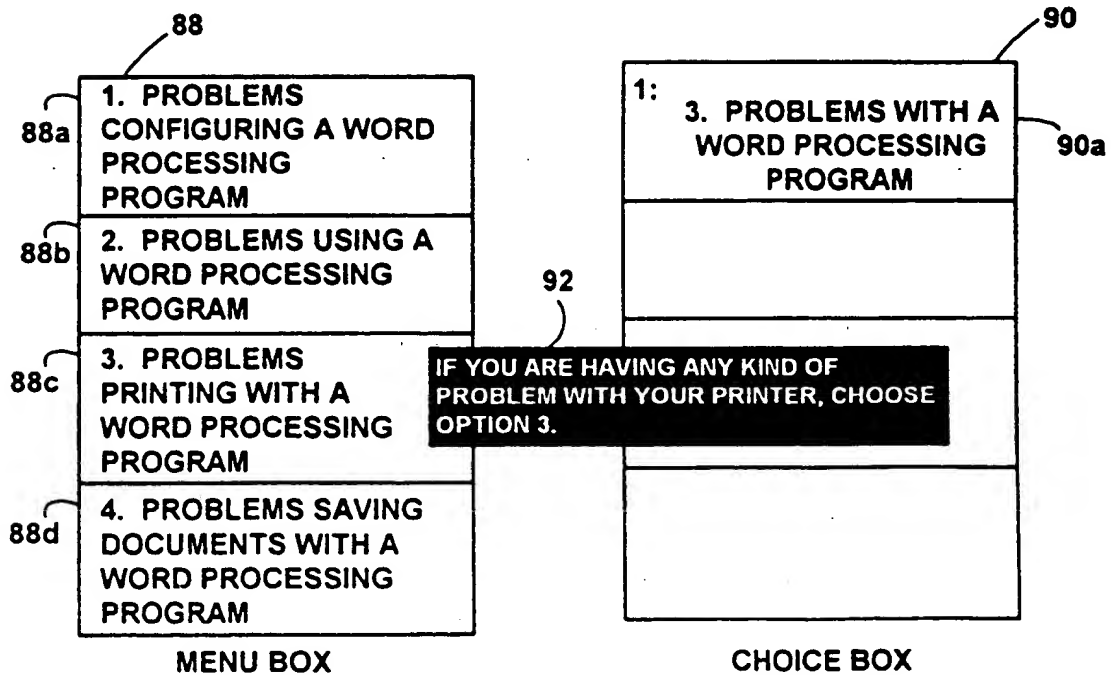 88
88a
1. PROBLEMS
CONFIGURING A WORD
PROCESSING
PROGRAM
88b
2. PROBLEMS USING A
WORD PROCESSING
PROGRAM
88c
3. PROBLEMS
PRINTING WITH A
WORD PROCESSING
PROGRAM
88d
4. PROBLEMS SAVING
DOCUMENTS WITH A
WORD PROCESSING
PROGRAM
MENU BOX
92
IF YOU ARE HAVING ANY KIND OF
PROBLEM WITH YOUR PRINTER, CHOOSE
OPTION 3.
90
1:
3. PROBLEMS WITH A
WORD PROCESSING
PROGRAM
90a
CHOICE BOX